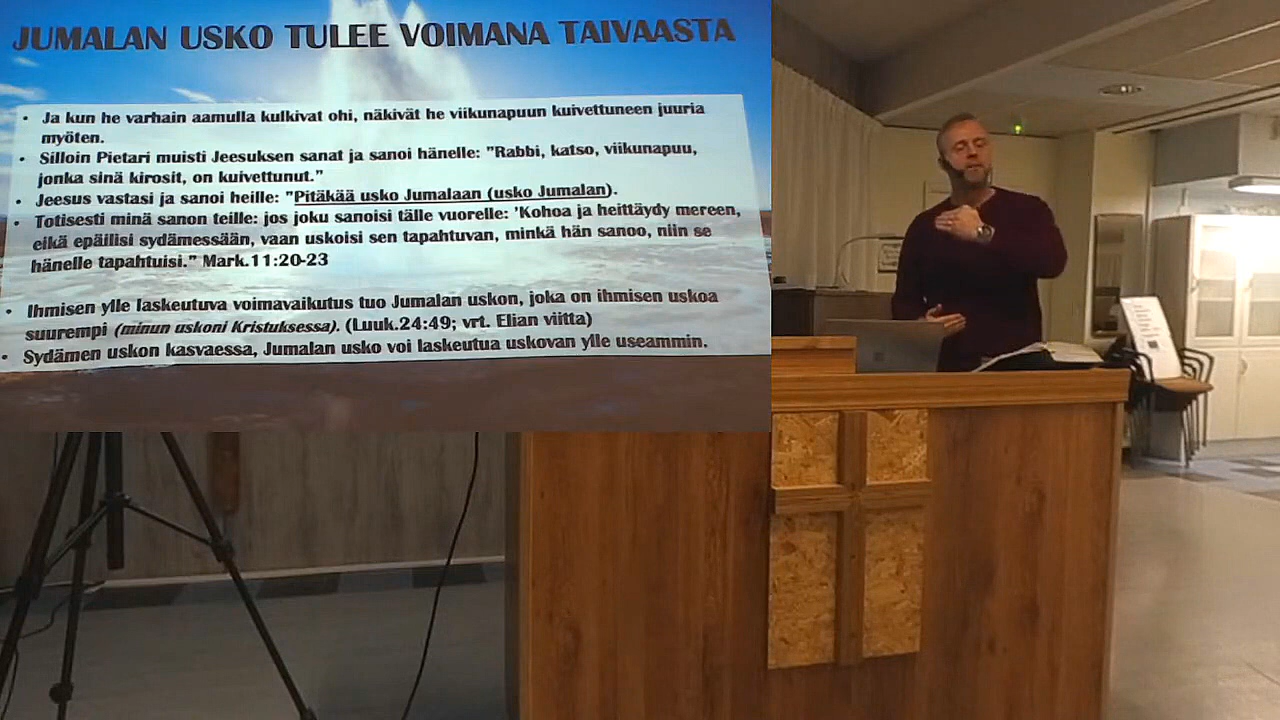 JUMALAN USKO TULEE VOIMANA TAIVAASTA
• Ja kun he varhain aamulla kulkivat ohi, näkivät he viikunapuun kuivettuneen juuria
myöten.
• Silloin Pietari muisti Jeesuksen sanat ja sanoi hänelle: "Rabbi, katso, viikunapuu,
jonka sinä kirosit, on kuivettunut."
• Jeesus vastasi ja sanoi heille: "Pitäkää usko Jumalaan (usko Jumalan).
• Totisesti minä sanon teille: jos joku sanoisi tälle vuorelle: 'Kohoa ja heittäydy mereen,
eikä epäilisi sydämessään, vaan uskoisi sen tapahtuvan, minkä hän sanoo, niin se
hänelle tapahtuisi." Mark.11:20-23
• Ihmisen ylle laskeutuva voimavaikutus tuo Jumalan uskon, joka on ihmisen uskoa
suurempi (minun uskoni Kristuksessa). (Luuk.24:49; vrt. Elian viitta)
• Sydämen uskon kasvaessa, Jumalan usko voi laskeutua uskovan ylle useammin.